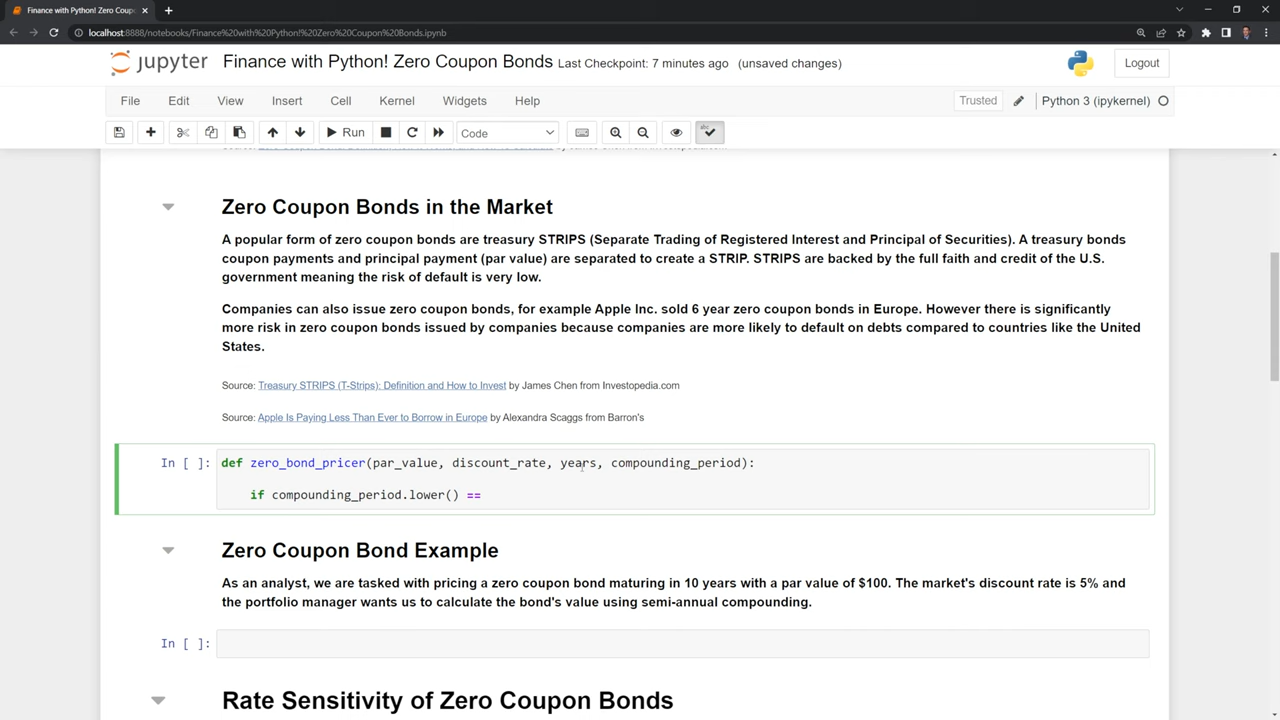 Finance with Python! Zero Coup
localhost:8888/notebooks/Finance%20with%20Python!%20Zero%20Coupon%20Bonds.ipynb
jupyter Finance with Python! Zero Coupon Bonds Last Checkpoint: 7 minutes ago (unsaved changes) Logout
File Edit View Insert Cell Kernel Widgets Help Trusted Python 3 (ipykernel)
Run Code
Zero Coupon Bonds in the Market
A popular form of zero coupon bonds are treasury STRIPS (Separate Trading of Registered Interest and Principal of Securities). A treasury bonds
coupon payments and principal payment (par value) are separated to create a STRIP. STRIPS are backed by the full faith and credit of the U.S.
government meaning the risk of default is very low.
Companies can also issue zero coupon bonds, for example Apple Inc. sold 6 year zero coupon bonds in Europe. However there is significantly
more risk in zero coupon bonds issued by companies because companies are more likely to default on debts compared to countries like the United
States.
Source: Treasury STRIPS (T-Strips): Definition and How to Invest by James Chen from Investopedia.com
Source: Apple Is Paying Less Than Ever to Borrow in Europe by Alexandra Scaggs from Barron's
In [ ]: def zero_bond_pricer(par_value, discount_rate, years, compounding_period):
if compounding_period.lower() ==
Zero Coupon Bond Example
As an analyst, we are tasked with pricing a zero coupon bond maturing in 10 years with a par value of $100. The market's discount rate is 5% and
the portfolio manager wants us to calculate the bond's value using semi-annual compounding.
In [ ]:
Rate Sensitivity of Zero Coupon Bonds